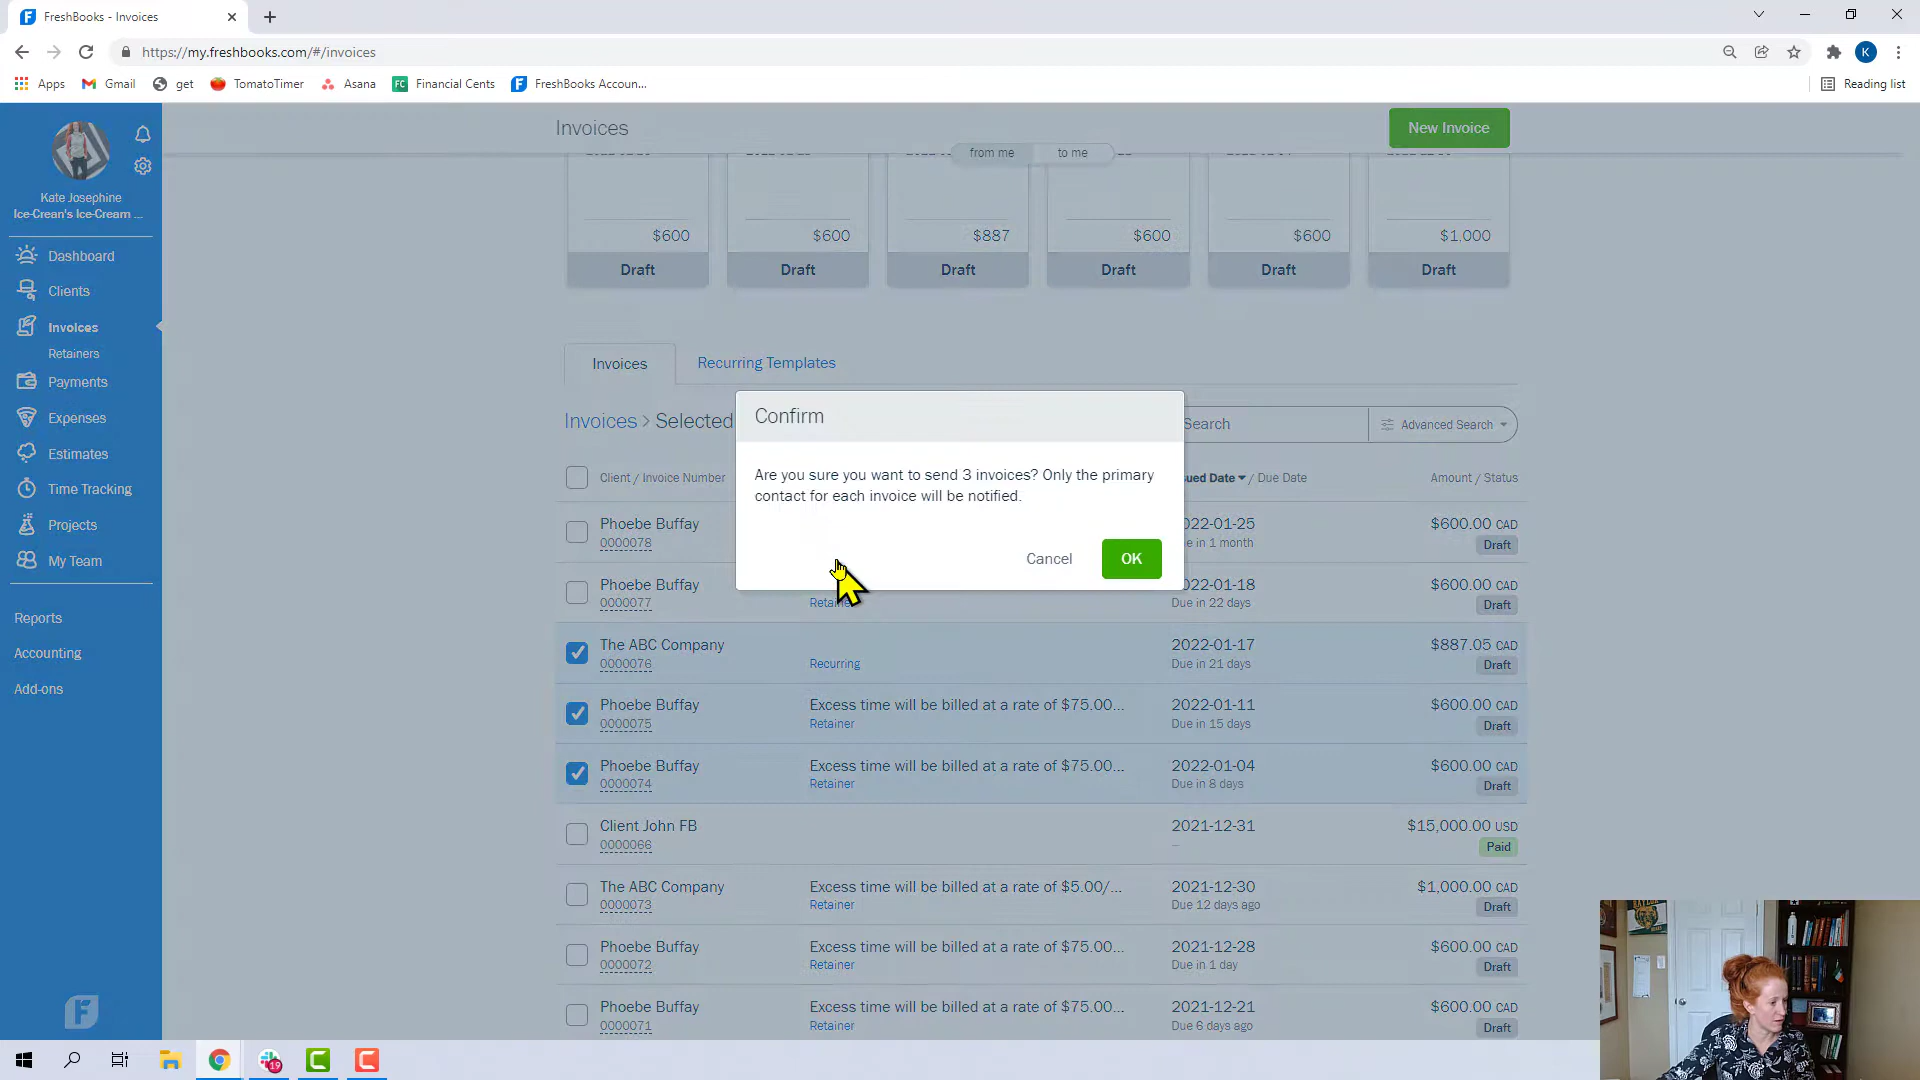 FreshBooks - Invoices
https://my.freshbooks.com/#/invoices
K
Apps
Gmail
get
TomatoTimer
Asana
FC Financial Cents
FreshBooks Accoun...
Reading list
Kate Josephine
Ice-Crean's Ice-Cream ...
Dashboard
Clients
Invoices
Retainers
Payments
Expenses
Estimates
Time Tracking
Projects
My Team
Reports
Accounting
Add-ons
Invoices
New Invoice
from me
to me
$600
$600
$887
$600
$600
$1,000
Draft
Draft
Draft
Draft
Draft
Draft
Invoices
Recurring Templates
Invoices > Selected
Search
Advanced Search
Confirm
Are you sure you want to send 3 invoices? Only the primary
contact for each invoice will be notified.
Cancel
OK
Client / Invoice Number
ued Date / Due Date
Amount / Status
Phoebe Buffay
022-01-25
$600.00 CAD
0000078
e in 1 month
Draft
Phoebe Buffay
022-01-18
$600.00 CAD
0000077
Due in 22 days
Draft
The ABC Company
2022-01-17
$887.05 CAD
0000076
Recurring
Due in 21 days
Draft
Phoebe Buffay
Excess time will be billed at a rate of $75.00...
2022-01-11
$600.00 CAD
0000075
Retainer
Due in 15 days
Draft
Phoebe Buffay
Excess time will be billed at a rate of $75.00...
2022-01-04
$600.00 CAD
0000074
Retainer
Due in 8 days
Draft
Client John FB
2021-12-31
$15,000.00 USD
0000066
–
Paid
The ABC Company
Excess time will be billed at a rate of $5.00/...
2021-12-30
$1,000.00 CAD
0000073
Retainer
Due 12 days ago
Draft
Phoebe Buffay
Excess time will be billed at a rate of $75.00...
2021-12-28
$600.00 CAD
0000072
Retainer
Due in 1 day
Draft
Phoebe Buffay
Excess time will be billed at a rate of $75.00...
2021-12-21
$600.00 CAD
0000071
Retainer
Due 6 days ago
Draft
19